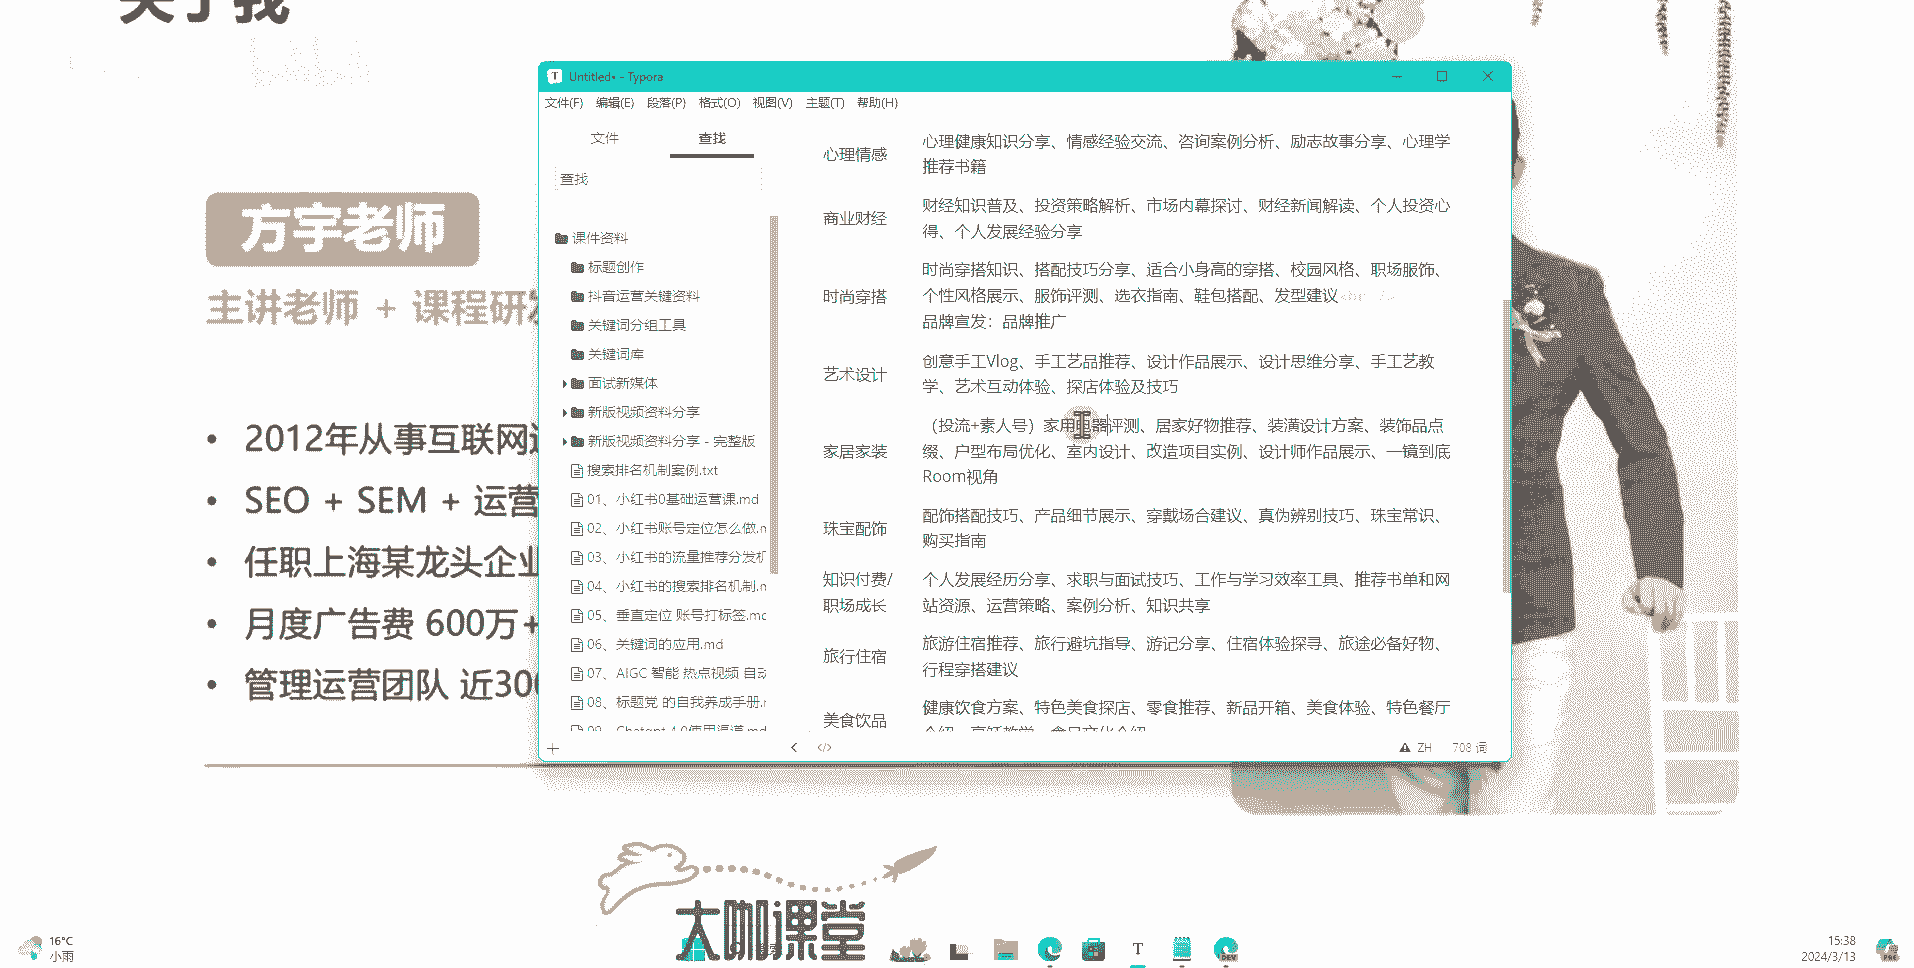 关于我
方宇老师
主讲老师 + 课程研发
• 2012年从事互联网
• SEO + SEM + 运营
• 任职上海某龙头企业
• 月度广告费 600万+
• 管理运营团队 近300
Untitled• - Typora
文件(F) 编辑(E) 段落(P) 格式(O) 视图(V) 主题(T) 帮助(H)
文件 查找
查找
课件资料
标题创作
抖音运营关键资料
关键词分组工具
关键词库
面试新媒体
新版视频资料分享
新版视频资料分享 - 完整版
搜索排名机制案例.txt
01、小红书0基础运营课.md
02、小红书账号定位怎么做.m
03、小红书的流量推荐分发机
04、小红书的搜索排名机制.m
05、垂直定位 账号打标签.mc
06、关键词的应用.md
07、AIGC 智能 热点视频 自动
08、标题党 的自我养成手册.r
09、Chatgpt 4.0使用渠道.md
心理情感
心理健康知识分享、情感经验交流、咨询案例分析、励志故事分享、心理学
推荐书籍
商业财经
财经知识普及、投资策略解析、市场内幕探讨、财经新闻解读、个人投资心
得、个人发展经验分享
时尚穿搭
时尚穿搭知识、搭配技巧分享、适合小身高的穿搭、校园风格、职场服饰、
个性风格展示、服饰评测、选衣指南、鞋包搭配、发型建议<br />
品牌宣发：品牌推广
艺术设计
创意手工Vlog、手工艺品推荐、设计作品展示、设计思维分享、手工艺教
学、艺术互动体验、探店体验及技巧
家居家装
（投流+素人号）家用电器评测、居家好物推荐、装潢设计方案、装饰品点
缀、户型布局优化、室内设计、改造项目实例、设计师作品展示、一镜到底
Room视角
珠宝配饰
配饰搭配技巧、产品细节展示、穿戴场合建议、真伪辨别技巧、珠宝常识、
购买指南
知识付费/
职场成长
个人发展经历分享、求职与面试技巧、工作与学习效率工具、推荐书单和网
站资源、运营策略、案例分析、知识共享
旅行住宿
旅游住宿推荐、旅行避坑指导、游记分享、住宿体验探寻、旅途必备好物、
行程穿搭建议
美食饮品
健康饮食方案、特色美食探店、零食推荐、新品开箱、美食体验、特色餐厅
介绍、烹饪教学、食品文化介绍
ZH 708 词
大咖课堂
16°C
小雨
T
DEV
15:38
2024/3/13
PRE